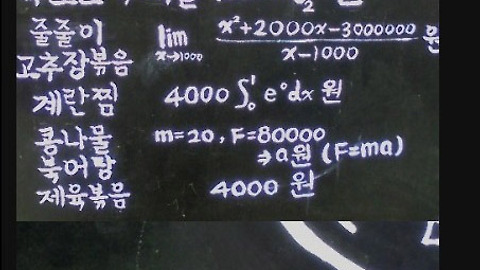 줄줄이 lim x→1000 x²+2000x-3000000 / x-1000 원
고추장볶음
계란찜 4000∫₀¹ e°dx 원
콩나물 m=20, F=80000
북어탕 ⇒a원 (F=ma)
제육볶음 4000 원